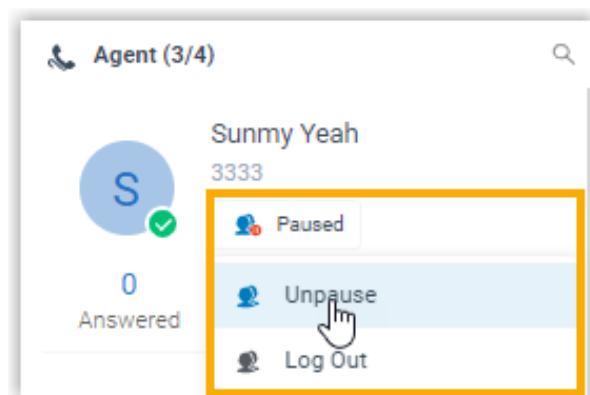 Agent (3/4)
Sunmy Yeah
3333
S
Paused
0
Answered
Unpause
Log Out